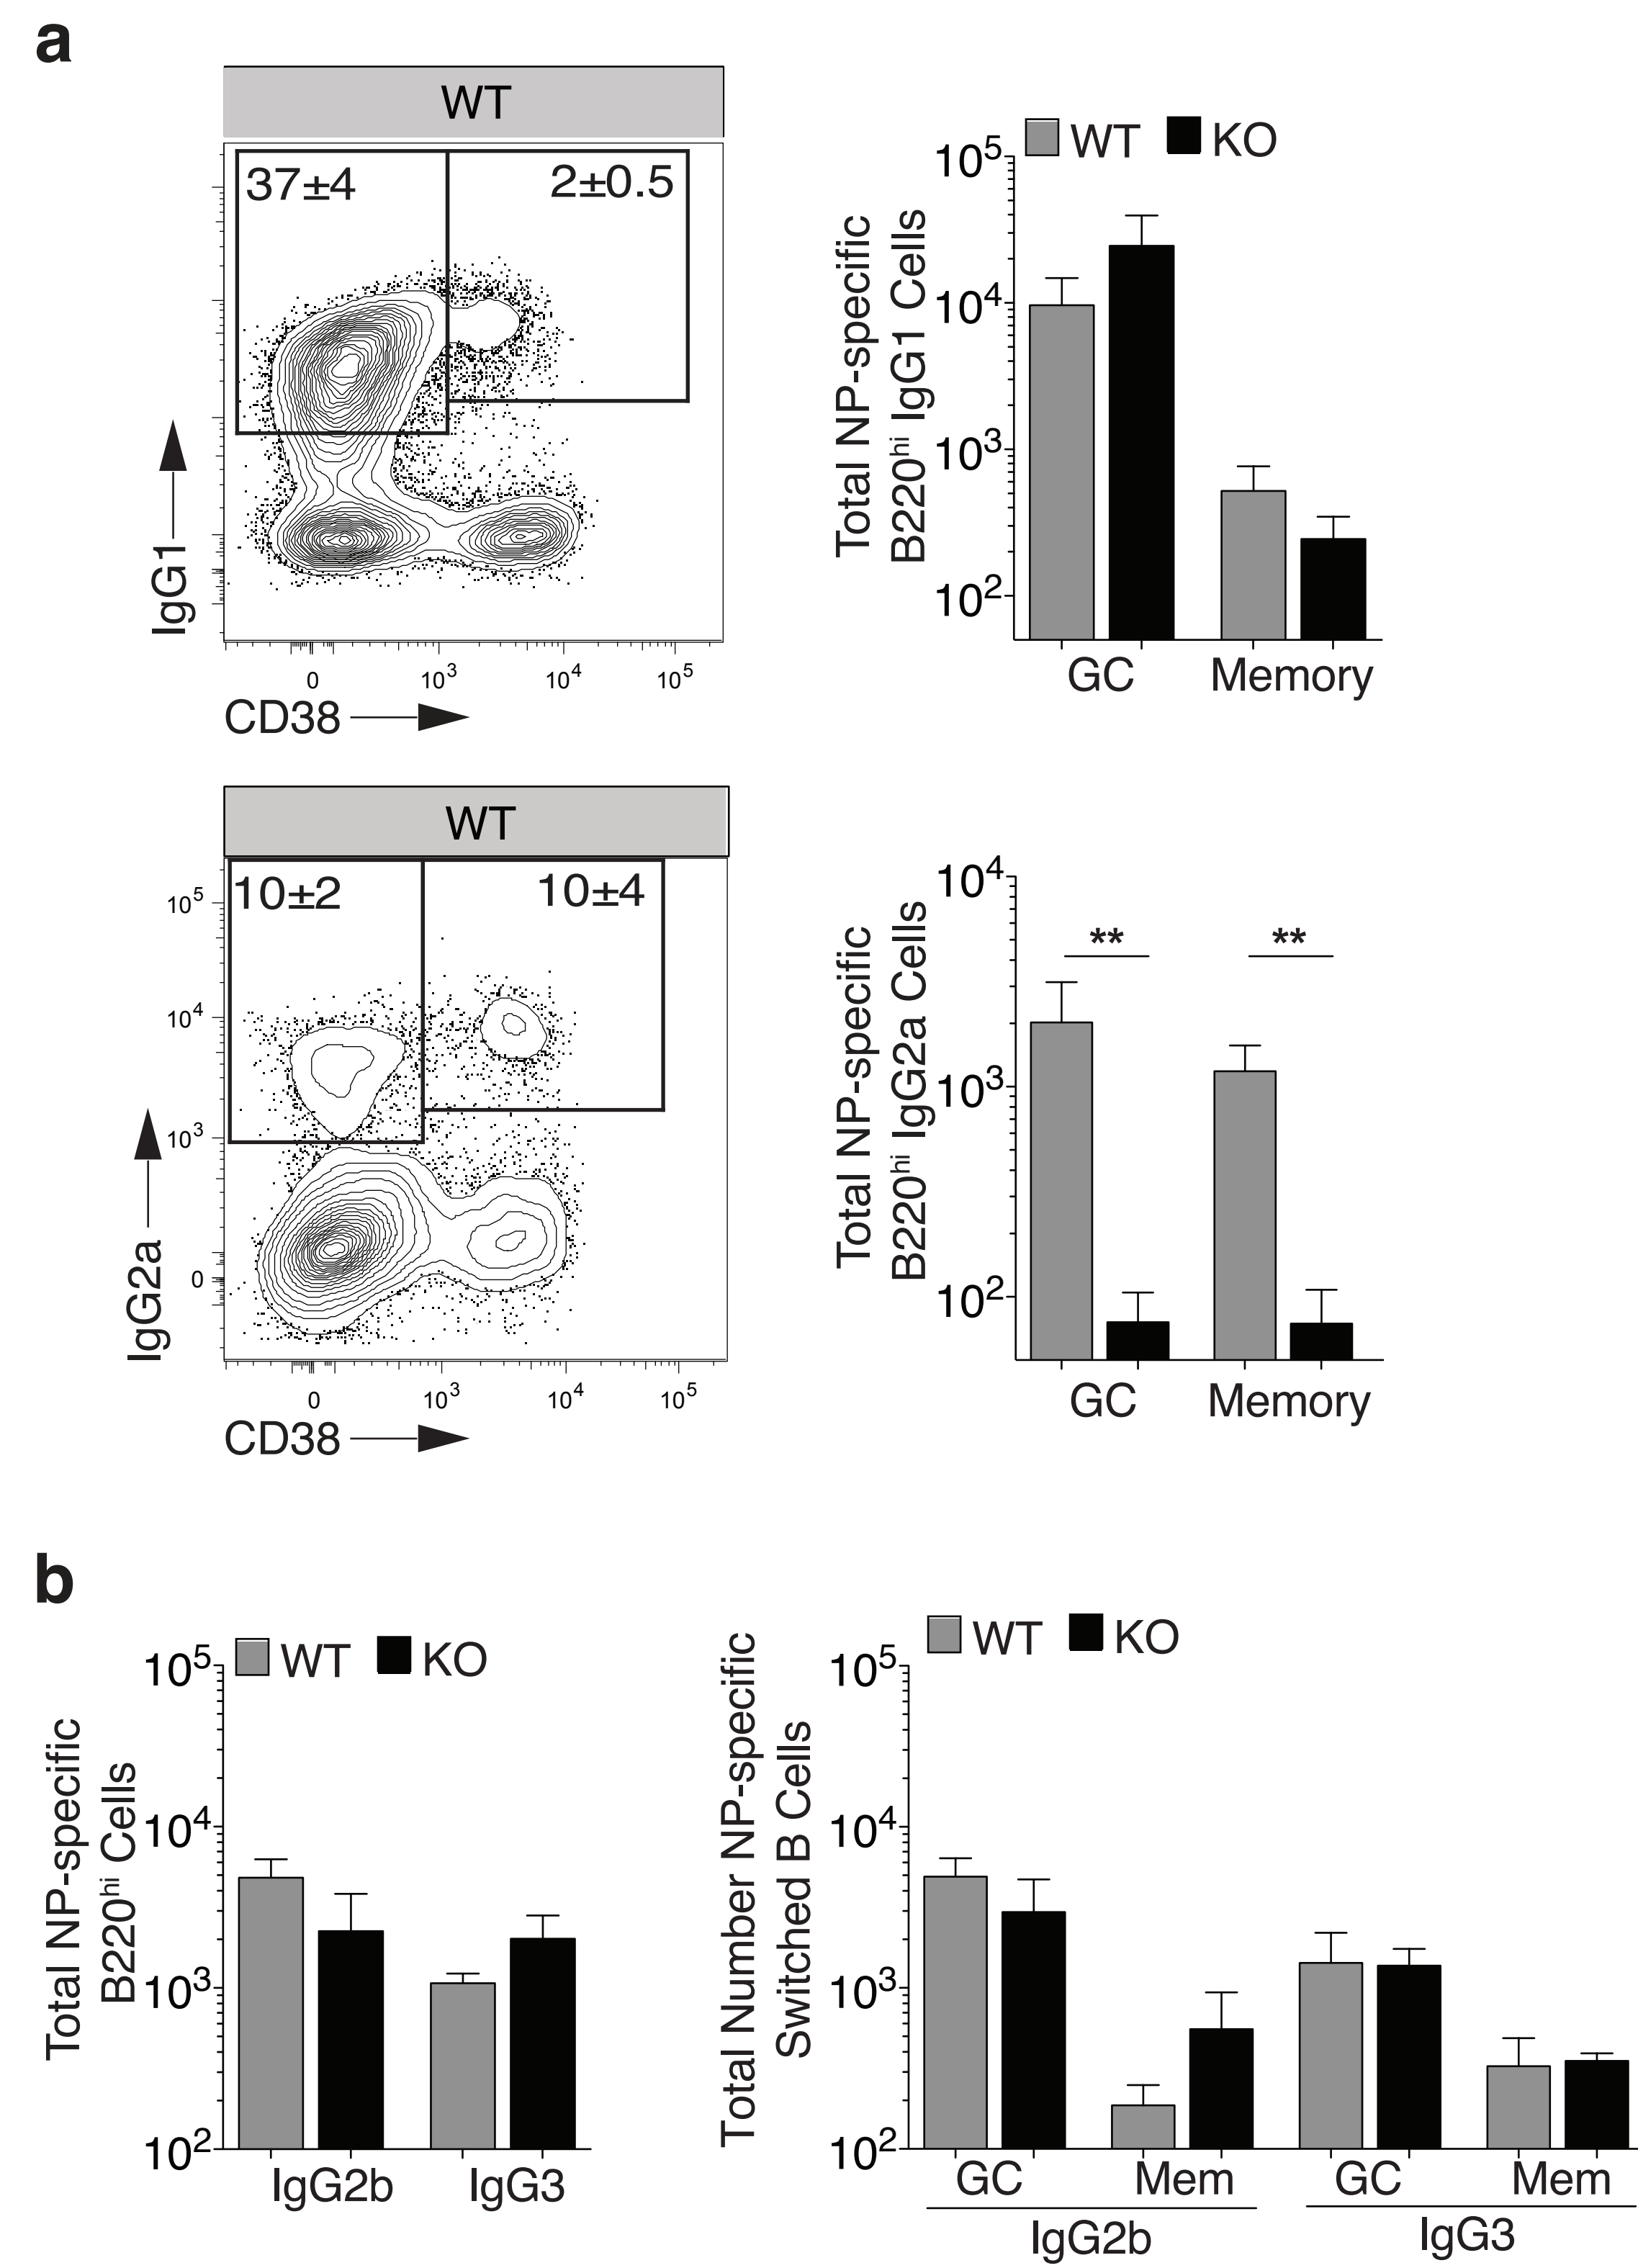 a
WT
37±4
2±0.5
IgG1
0
10³
10⁴
10⁵
CD38
WT
KO
Total NP-specific
B220ʰⁱ IgG1 Cells
10⁵
10⁴
10³
10²
GC
Memory
WT
10±2
10±4
10⁵
10⁴
10³
0
IgG2a
0
10³
10⁴
10⁵
CD38
Total NP-specific
B220ʰⁱ IgG2a Cells
10⁴
10³
10²
**
**
GC
Memory
b
WT
KO
Total NP-specific
B220ʰⁱ Cells
10⁵
10⁴
10³
10²
IgG2b
IgG3
WT
KO
Total Number NP-specific
Switched B Cells
10⁵
10⁴
10³
10²
GC
Mem
GC
Mem
IgG2b
IgG3